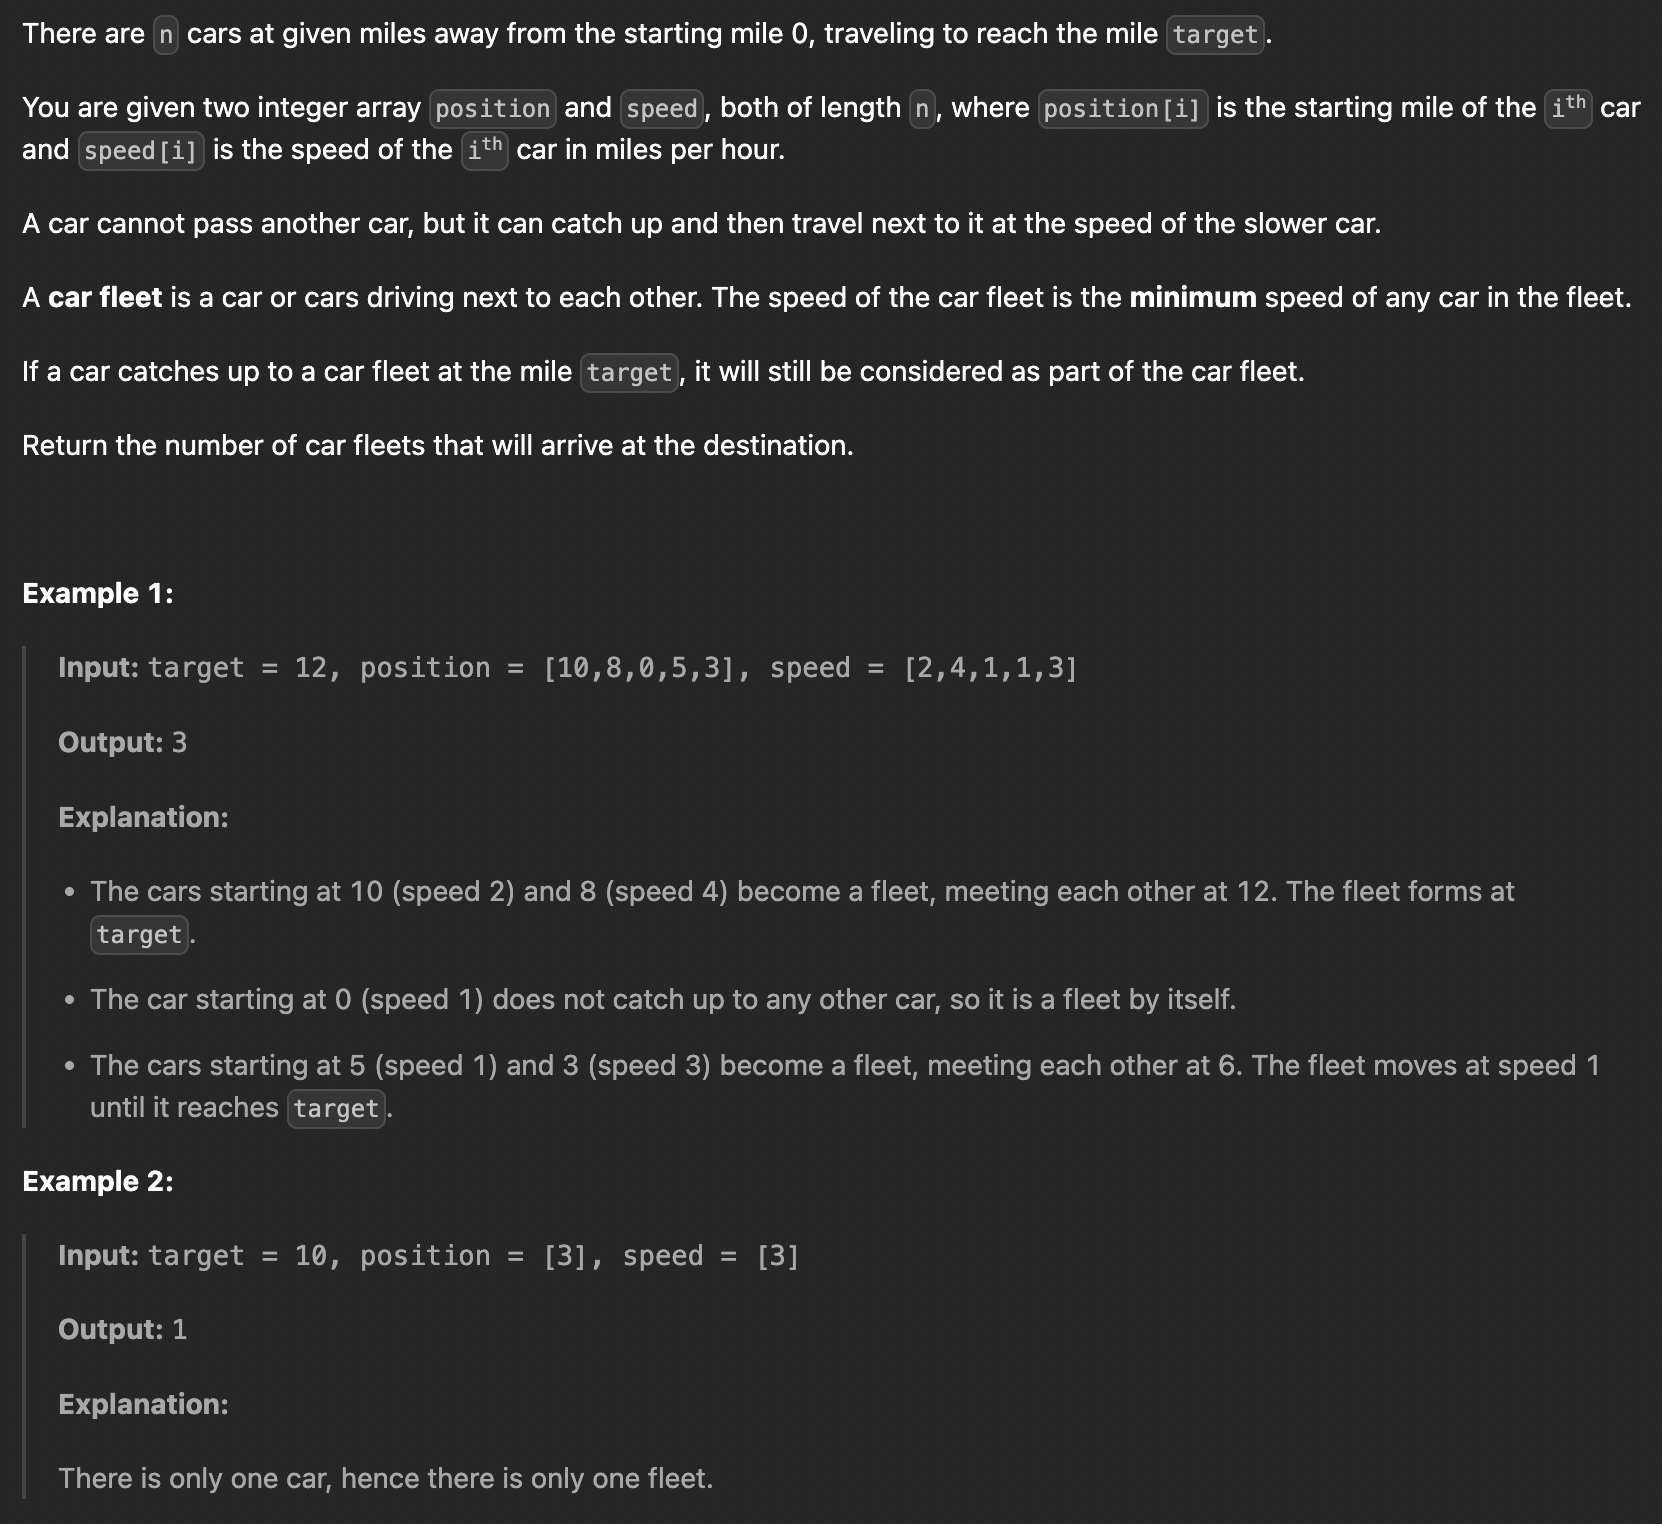 There are n cars at given miles away from the starting mile 0, traveling to reach the mile target.
You are given two integer array position and speed, both of length n, where position[i] is the starting mile of the ith car
and speed[i] is the speed of the ith car in miles per hour.
A car cannot pass another car, but it can catch up and then travel next to it at the speed of the slower car.
A car fleet is a car or cars driving next to each other. The speed of the car fleet is the minimum speed of any car in the fleet.
If a car catches up to a car fleet at the mile target, it will still be considered as part of the car fleet.
Return the number of car fleets that will arrive at the destination.
Example 1:
Input: target = 12, position = [10,8,0,5,3], speed = [2,4,1,1,3]
Output: 3
Explanation:
• The cars starting at 10 (speed 2) and 8 (speed 4) become a fleet, meeting each other at 12. The fleet forms at
target.
• The car starting at 0 (speed 1) does not catch up to any other car, so it is a fleet by itself.
• The cars starting at 5 (speed 1) and 3 (speed 3) become a fleet, meeting each other at 6. The fleet moves at speed 1
until it reaches target.
Example 2:
Input: target = 10, position = [3], speed = [3]
Output: 1
Explanation:
There is only one car, hence there is only one fleet.